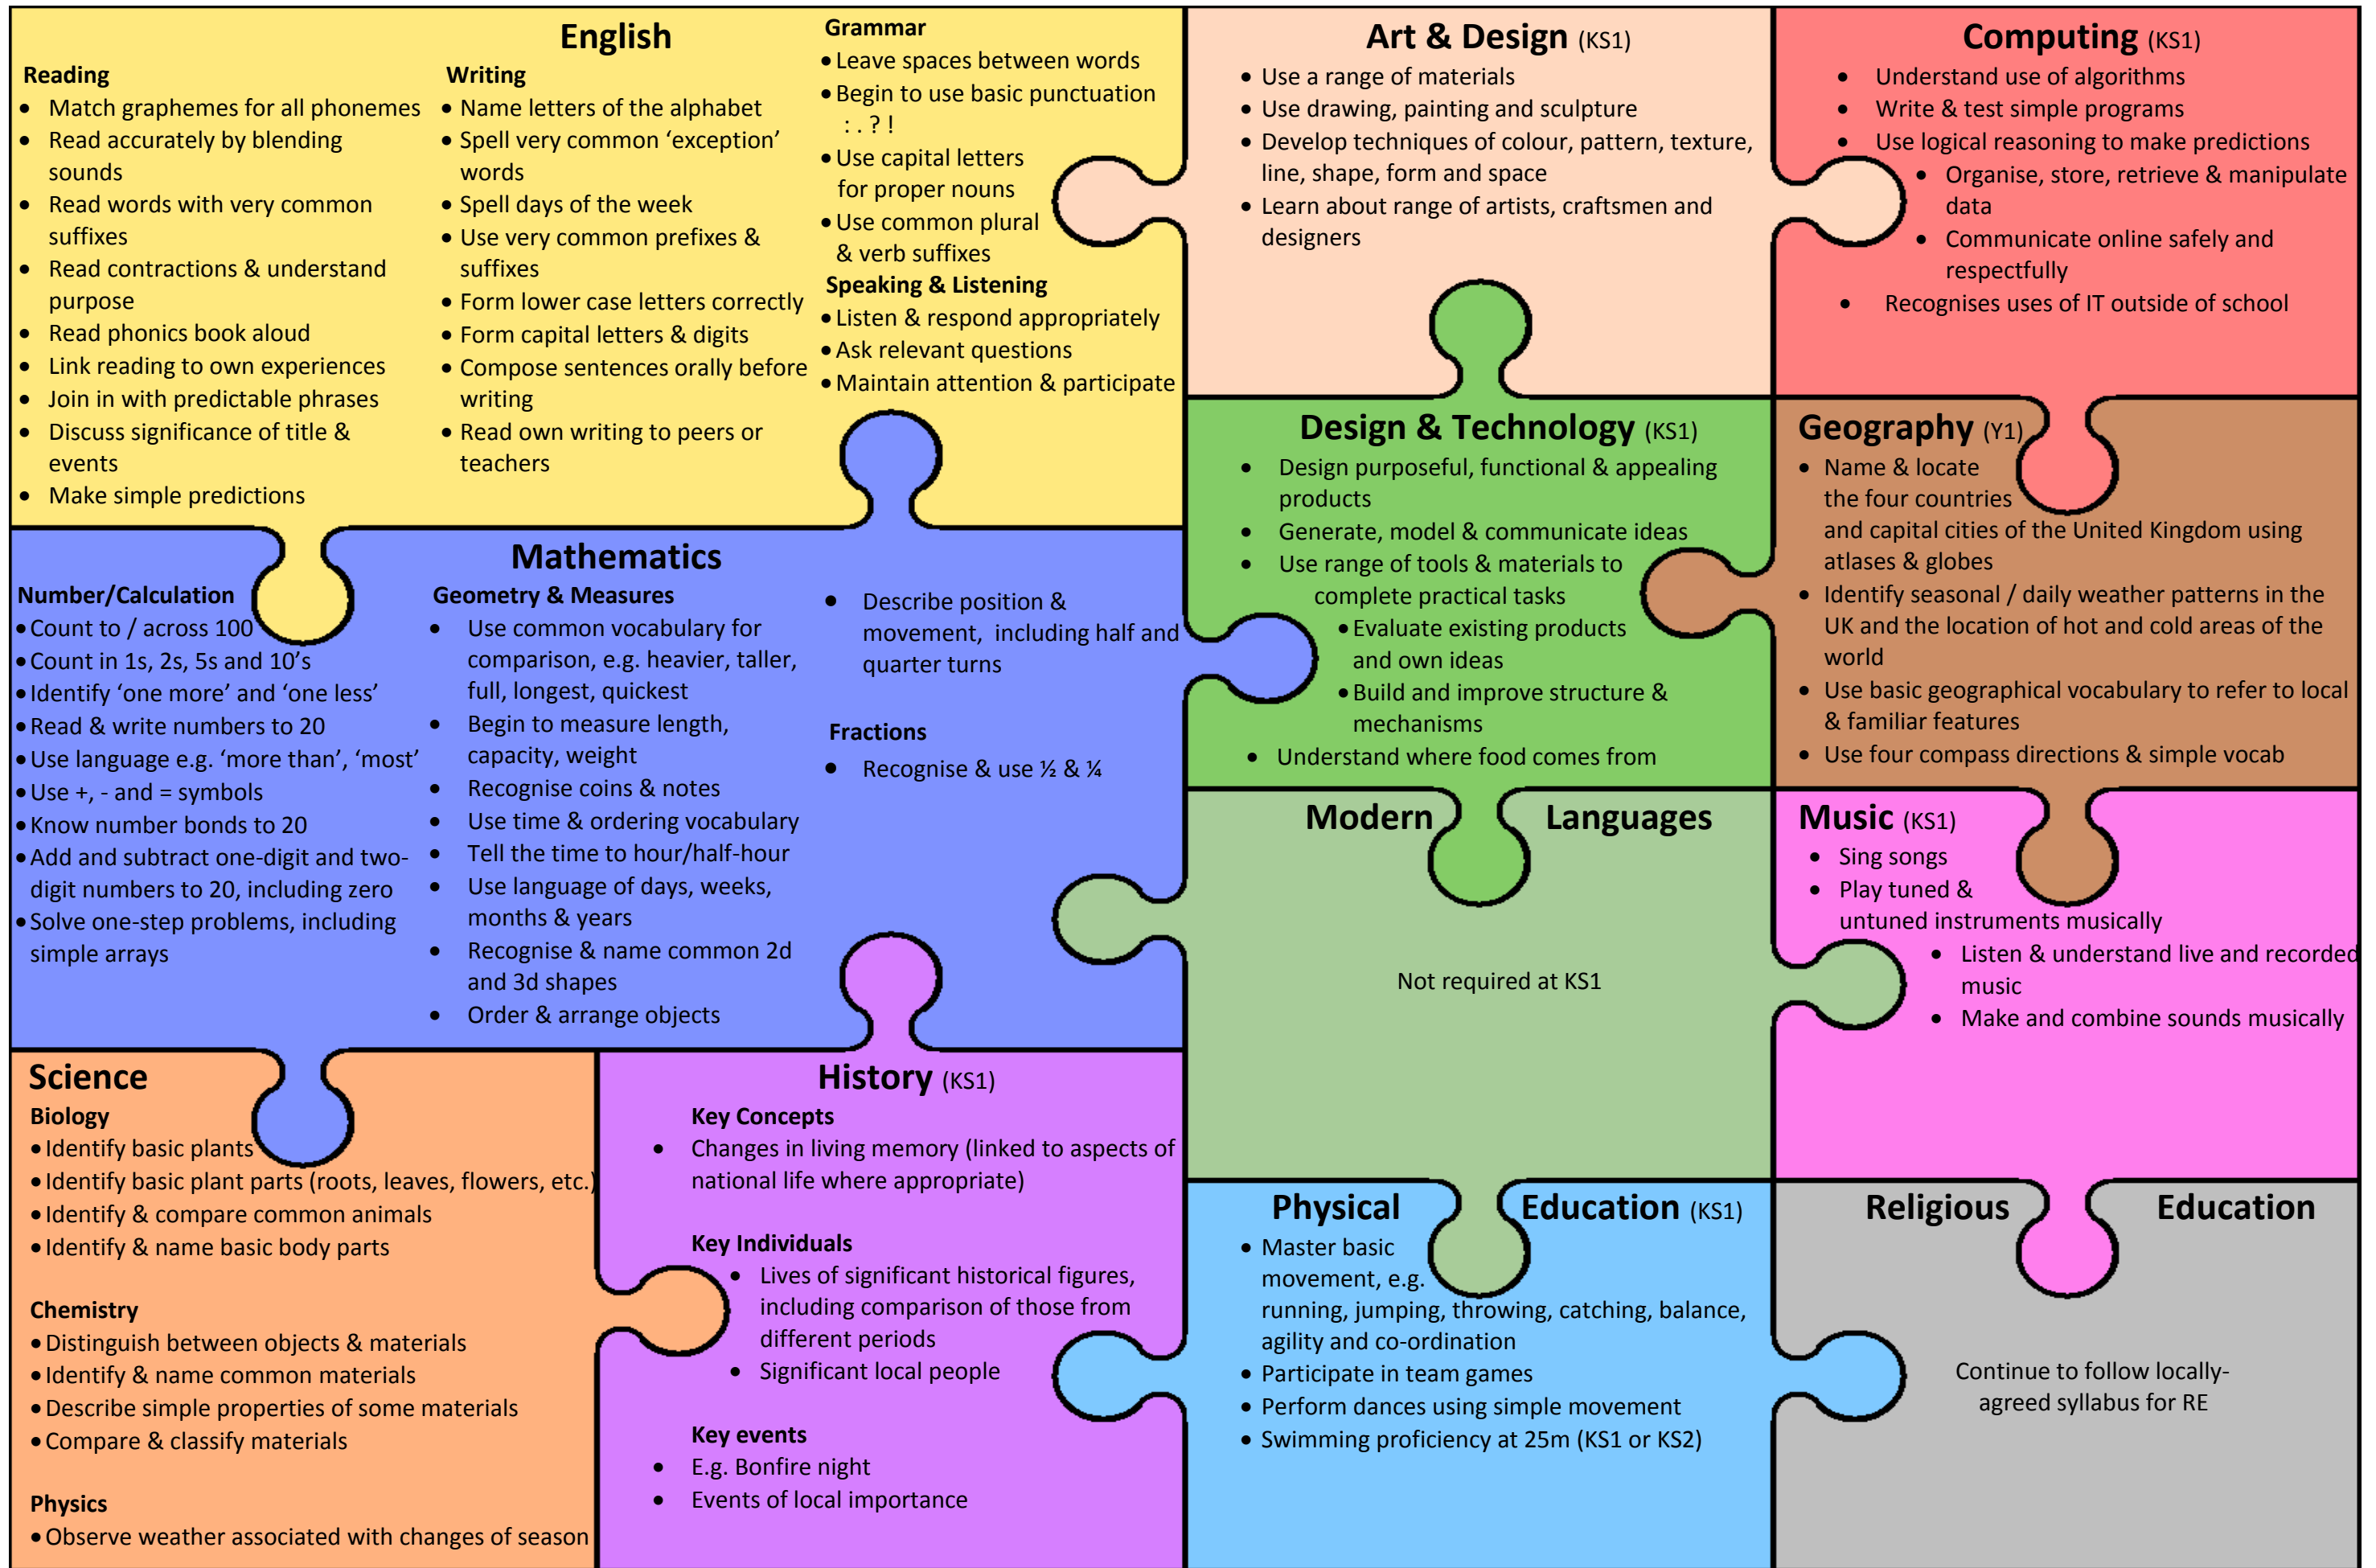 English
Reading
• Match graphemes for all phonemes
• Read accurately by blending
sounds
• Read words with very common
suffixes
• Read contractions & understand
purpose
• Read phonics book aloud
• Link reading to own experiences
• Join in with predictable phrases
• Discuss significance of title &
events
• Make simple predictions
Writing
• Name letters of the alphabet
• Spell very common ‘exception’
words
• Spell days of the week
• Use very common prefixes &
suffixes
• Form lower case letters correctly
• Form capital letters & digits
• Compose sentences orally before
writing
• Read own writing to peers or
teachers
Grammar
• Leave spaces between words
• Begin to use basic punctuation
: . ? !
• Use capital letters
for proper nouns
• Use common plural
& verb suffixes
Speaking & Listening
• Listen & respond appropriately
• Ask relevant questions
• Maintain attention & participate
Art & Design (KS1)
• Use a range of materials
• Use drawing, painting and sculpture
• Develop techniques of colour, pattern, texture,
line, shape, form and space
• Learn about range of artists, craftsmen and
designers
Computing (KS1)
• Understand use of algorithms
• Write & test simple programs
• Use logical reasoning to make predictions
• Organise, store, retrieve & manipulate
data
• Communicate online safely and
respectfully
• Recognises uses of IT outside of school
Mathematics
Number/Calculation
• Count to / across 100
• Count in 1s, 2s, 5s and 10’s
• Identify ‘one more’ and ‘one less’
• Read & write numbers to 20
• Use language e.g. ‘more than’, ‘most’
• Use +, - and = symbols
• Know number bonds to 20
• Add and subtract one-digit and two-
digit numbers to 20, including zero
• Solve one-step problems, including
simple arrays
Geometry & Measures
• Use common vocabulary for
comparison, e.g. heavier, taller,
full, longest, quickest
• Begin to measure length,
capacity, weight
• Recognise coins & notes
• Use time & ordering vocabulary
• Tell the time to hour/half-hour
• Use language of days, weeks,
months & years
• Recognise & name common 2d
and 3d shapes
• Order & arrange objects
• Describe position &
movement, including half and
quarter turns
Fractions
• Recognise & use ½ & ¼
Design & Technology (KS1)
• Design purposeful, functional & appealing
products
• Generate, model & communicate ideas
• Use range of tools & materials to
complete practical tasks
• Evaluate existing products
and own ideas
• Build and improve structure &
mechanisms
• Understand where food comes from
Geography (Y1)
• Name & locate
the four countries
and capital cities of the United Kingdom using
atlases & globes
• Identify seasonal / daily weather patterns in the
UK and the location of hot and cold areas of the
world
• Use basic geographical vocabulary to refer to local
& familiar features
• Use four compass directions & simple vocab
Modern Languages
Not required at KS1
Music (KS1)
• Sing songs
• Play tuned &
untuned instruments musically
• Listen & understand live and recorded
music
• Make and combine sounds musically
Science
Biology
• Identify basic plants
• Identify basic plant parts (roots, leaves, flowers, etc.)
• Identify & compare common animals
• Identify & name basic body parts
Chemistry
• Distinguish between objects & materials
• Identify & name common materials
• Describe simple properties of some materials
• Compare & classify materials
Physics
• Observe weather associated with changes of season
History (KS1)
Key Concepts
• Changes in living memory (linked to aspects of
national life where appropriate)
Key Individuals
• Lives of significant historical figures,
including comparison of those from
different periods
• Significant local people
Key events
• E.g. Bonfire night
• Events of local importance
Physical Education (KS1)
• Master basic
movement, e.g.
running, jumping, throwing, catching, balance,
agility and co-ordination
• Participate in team games
• Perform dances using simple movement
• Swimming proficiency at 25m (KS1 or KS2)
Religious Education
Continue to follow locally-
agreed syllabus for RE